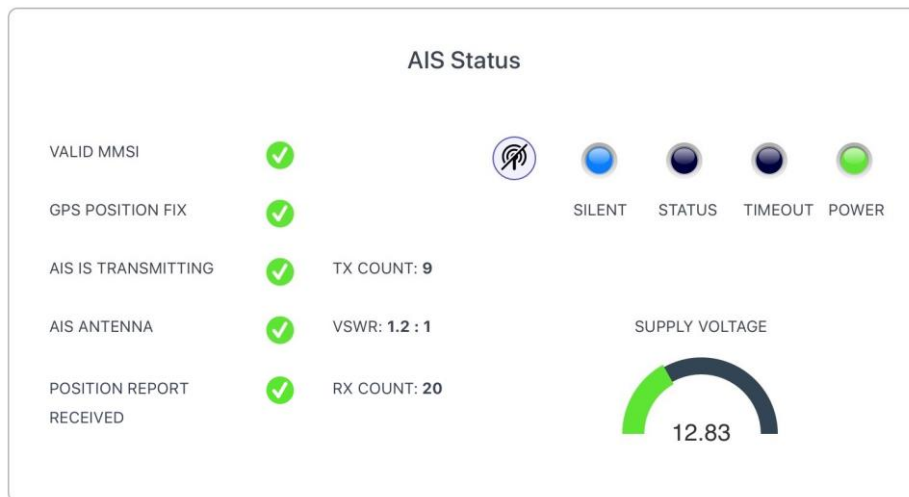 AIS Status
VALID MMSI
GPS POSITION FIX
AIS IS TRANSMITTING
TX COUNT: 9
AIS ANTENNA
VSWR: 1.2 : 1
POSITION REPORT
RECEIVED
RX COUNT: 20
SILENT
STATUS
TIMEOUT
POWER
SUPPLY VOLTAGE
12.83